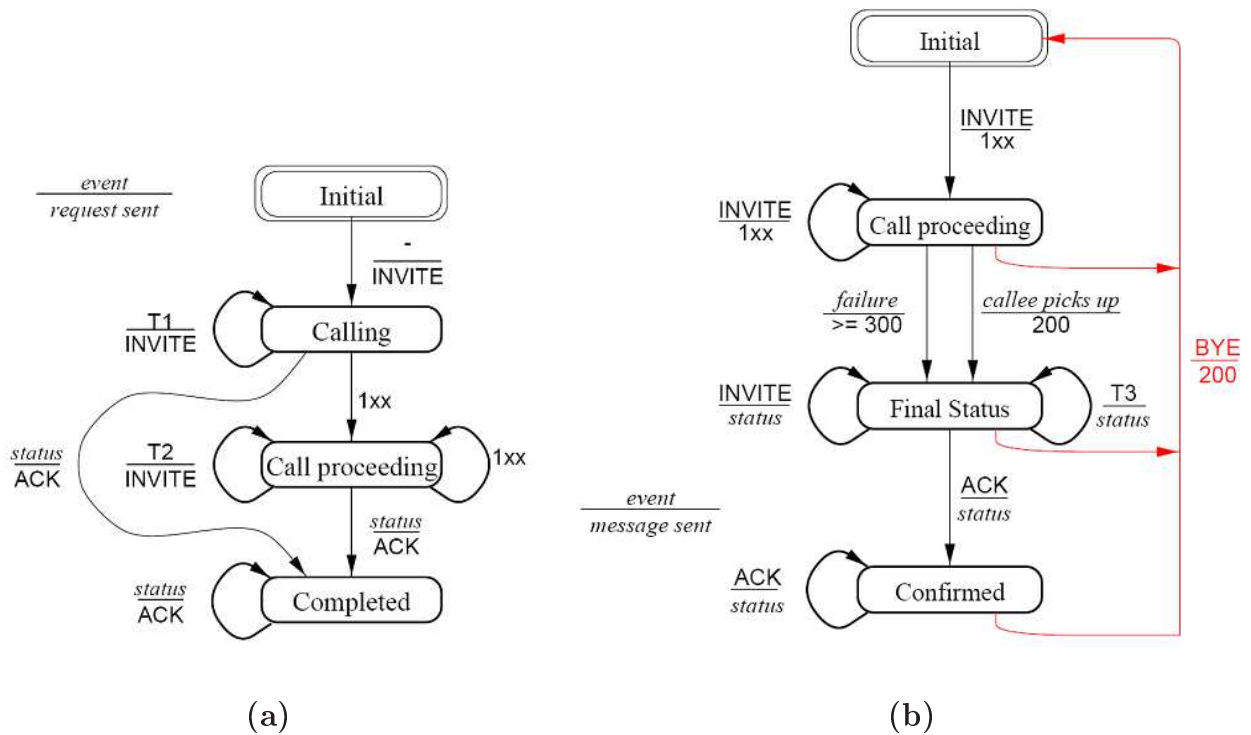 event
request sent
Initial
-
INVITE
T1
INVITE
Calling
1xx
status
ACK
T2
INVITE
Call proceeding
1xx
status
ACK
status
ACK
Completed
(a)
Initial
INVITE
1xx
INVITE
1xx
Call proceeding
failure
>= 300
callee picks up
200
BYE
200
INVITE
status
Final Status
T3
status
event
message sent
ACK
status
ACK
status
Confirmed
(b)